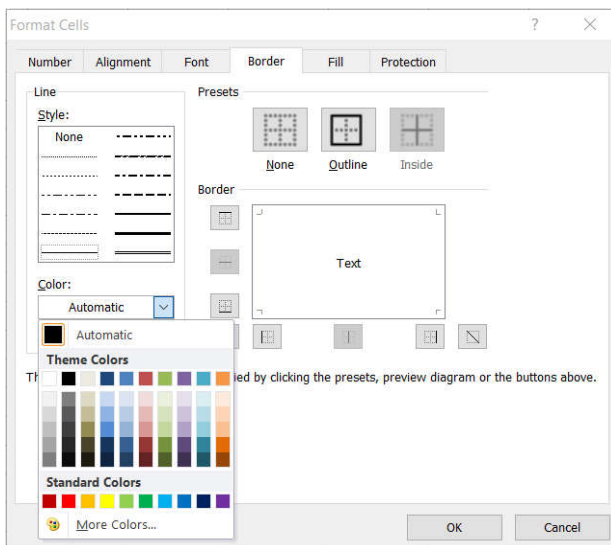 Format Cells ?
Number Alignment Font Border Fill Protection
Line
Presets
Style:
None
None Outline Inside
Border
Text
Color:
Automatic
Automatic
Theme Colors
Th
ied by clicking the presets, preview diagram or the buttons above.
Standard Colors
More Colors...
OK Cancel